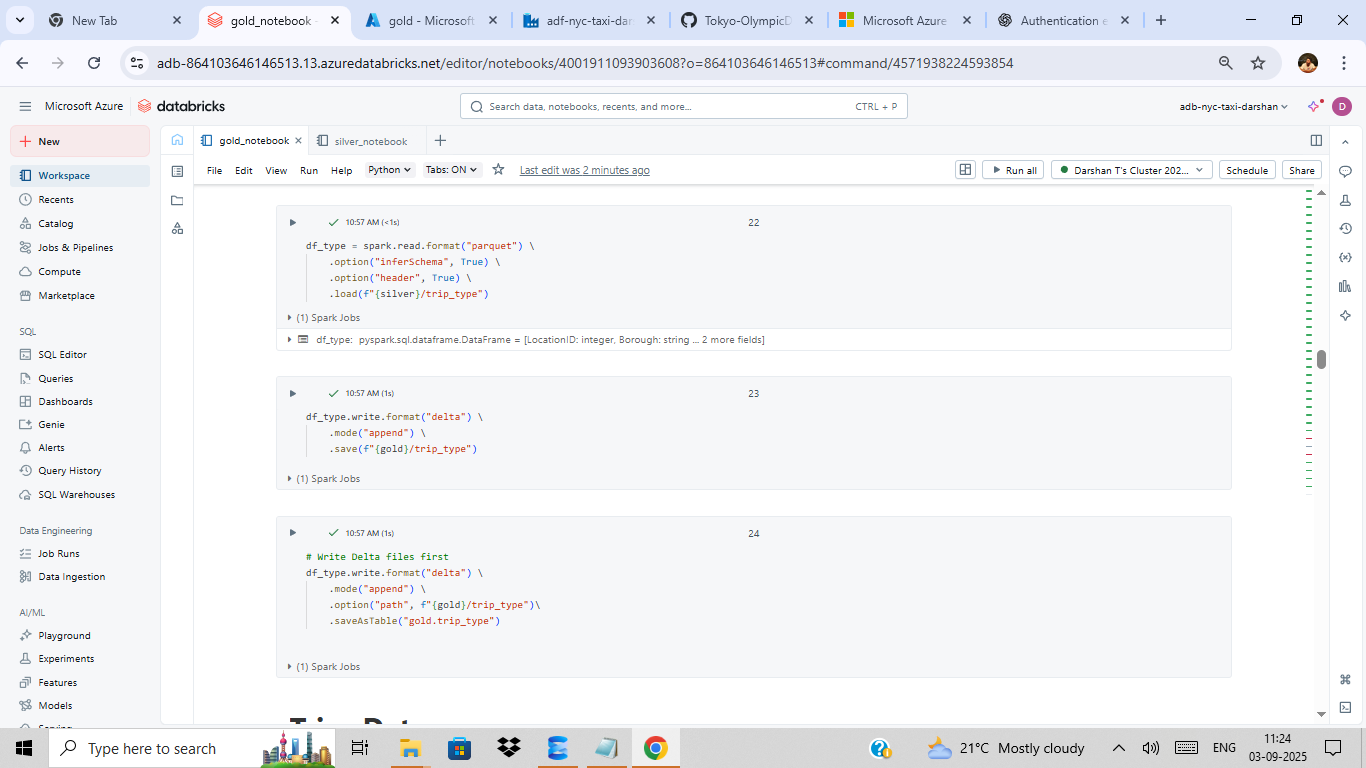 New Tab
gold_notebook -
gold - Microsoft
adf-nyc-taxi-dar
Tokyo-OlympicD
Microsoft Azure
Authentication e
adb-864103646146513.13.azuredatabricks.net/editor/notebooks/4001911093903608?o=864103646146513#command/4571938224593854
Microsoft Azure
databricks
Search data, notebooks, recents, and more...
CTRL + P
adb-nyc-taxi-darshan
D
New
Workspace
Recents
Catalog
Jobs & Pipelines
Compute
Marketplace
SQL
SQL Editor
Queries
Dashboards
Genie
Alerts
Query History
SQL Warehouses
Data Engineering
Job Runs
Data Ingestion
AI/ML
Playground
Experiments
Features
Models
Serving
gold_notebook
silver_notebook
File
Edit
View
Run
Help
Python
Tabs: ON
Last edit was 2 minutes ago
Run all
Darshan T's Cluster 202...
Schedule
Share
10:57 AM (<1s)
22
df_type = spark.read.format("parquet") \
.option("inferSchema", True) \
.option("header", True) \
.load(f"{silver}/trip_type")
(1) Spark Jobs
df_type: pyspark.sql.dataframe.DataFrame = [LocationID: integer, Borough: string ... 2 more fields]
10:57 AM (1s)
23
df_type.write.format("delta") \
.mode("append") \
.save(f"{gold}/trip_type")
(1) Spark Jobs
10:57 AM (1s)
24
# Write Delta files first
df_type.write.format("delta") \
.mode("append") \
.option("path", f"{gold}/trip_type")\
.saveAsTable("gold.trip_type")
(1) Spark Jobs
Type here to search
21°C Mostly cloudy
ENG
11:24
03-09-2025